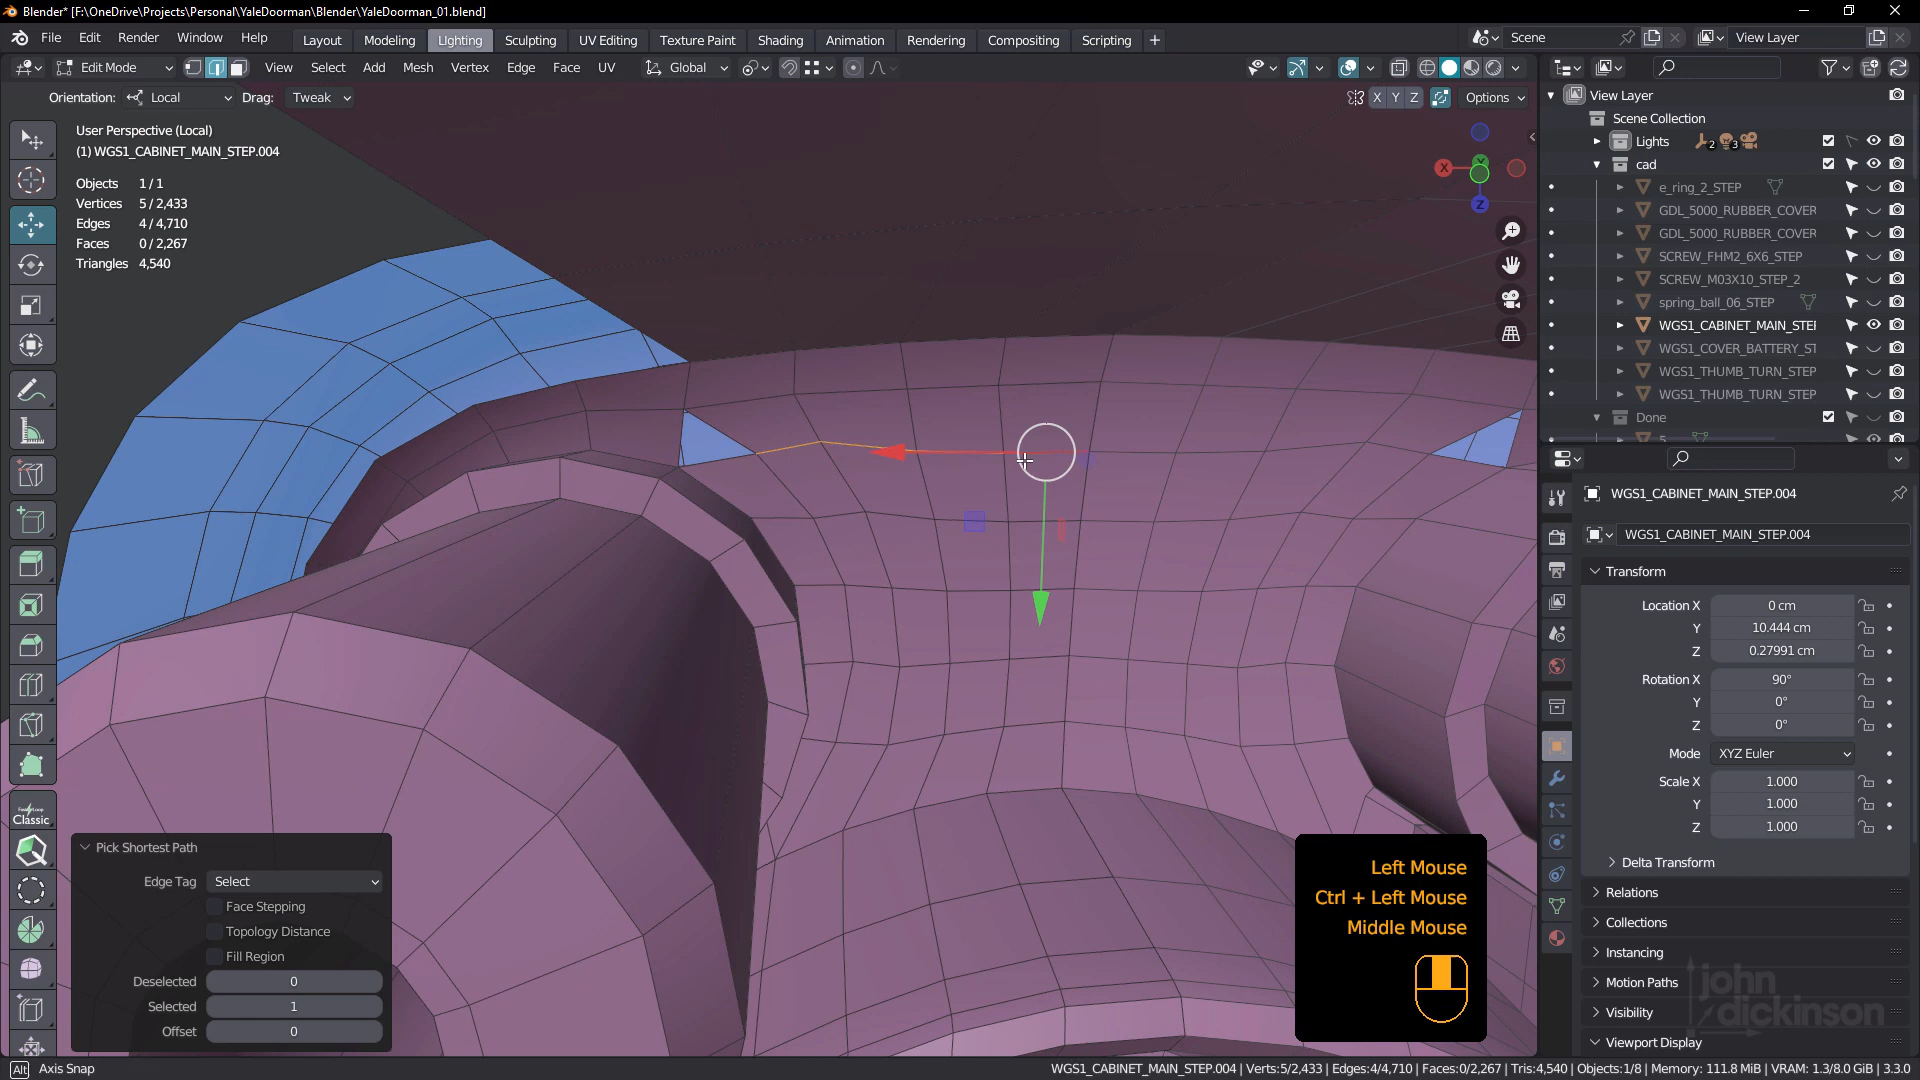 Blender* [F:\OneDrive\Projects\Personal\YaleDoorman\Blender\YaleDoorman_01.blend]
File Edit Render Window Help Layout Modeling Lighting Sculpting UV Editing Texture Paint Shading Animation Rendering Compositing Scripting + Scene View Layer
Edit Mode View Select Add Mesh Vertex Edge Face UV Global
Orientation: Local Drag: Tweak X Y Z Options
User Perspective (Local)
(1) WGS1_CABINET_MAIN_STEP.004
Objects 1/1
Vertices 5/2,433
Edges 4/4,710
Faces 0/2,267
Triangles 4,540
X
Y
Z
Classic
Pick Shortest Path
Edge Tag Select
Face Stepping
Topology Distance
Fill Region
Deselected 0
Selected 1
Offset 0
Left Mouse
Ctrl + Left Mouse
Middle Mouse
View Layer
Scene Collection
Lights 2 3
cad
e_ring_2_STEP
GDL_5000_RUBBER_COVER
GDL_5000_RUBBER_COVER
SCREW_FHM2_6X6_STEP
SCREW_M03X10_STEP_2
spring_ball_06_STEP
WGS1_CABINET_MAIN_STEP
WGS1_COVER_BATTERY_ST
WGS1_THUMB_TURN_STEP
WGS1_THUMB_TURN_STEP
Done
WGS1_CABINET_MAIN_STEP.004
WGS1_CABINET_MAIN_STEP.004
Transform
Location X 0 cm
Y 10.444 cm
Z 0.27991 cm
Rotation X 90°
Y 0°
Z 0°
Mode XYZ Euler
Scale X 1.000
Y 1.000
Z 1.000
Delta Transform
Relations
Collections
Instancing
Motion Paths
Visibility
Viewport Display
john
dickinson
Alt Axis Snap
WGS1_CABINET_MAIN_STEP.004 | Verts:5/2,433 | Edges:4/4,710 | Faces:0/2,267 | Tris:4,540 | Objects:1/8 | Memory: 111.8 MiB | VRAM: 1.3/8.0 GiB | 3.3.0